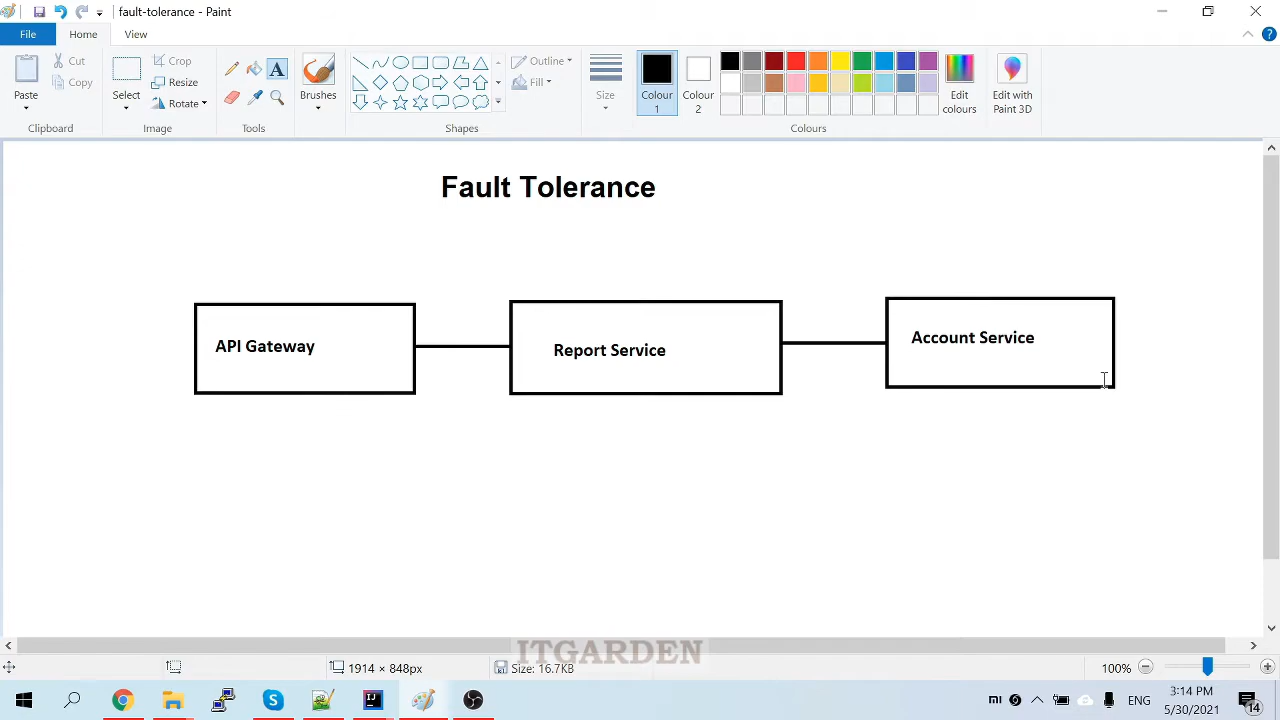 fault-tolerance - Paint
File
Home
View
Paste
Cut
Copy
Clipboard
Select
Crop
Resize
Rotate
Image
Tools
Brushes
Shapes
Outline
Fill
Size
Colour 1
Colour 2
Edit colours
Colours
Edit with Paint 3D
Fault Tolerance
API Gateway
Report Service
Account Service
ITGARDEN
1914 × 848px
Size: 16.7KB
100%
ENG
3:14 PM
5/30/2021
14